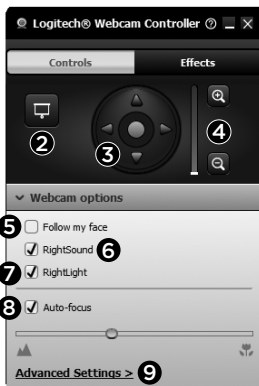 Logitech® Webcam Controller
Controls Effects
2
3
4
Webcam options
5 Follow my face
RightSound 6
7 RightLight
8 Auto-focus
Advanced Settings > 9